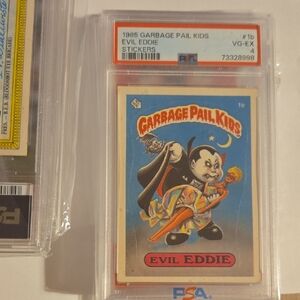 1985 GARBAGE PAIL KIDS #1b
EVIL EDDIE VG-EX
STICKERS 4
PSA 73328998
1b
GARBAGE PAIL KIDS
EVIL EDDIE
PSA